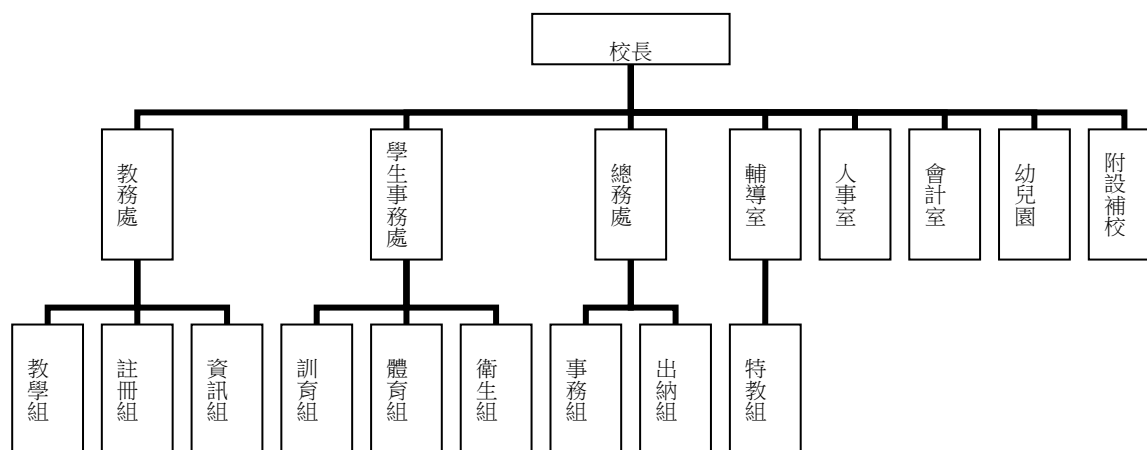 校長
教務處
學生事務處
總務處
輔導室
人事室
會計室
幼兒園
附設補校
教學組
註冊組
資訊組
訓育組
體育組
衛生組
事務組
出納組
特教組